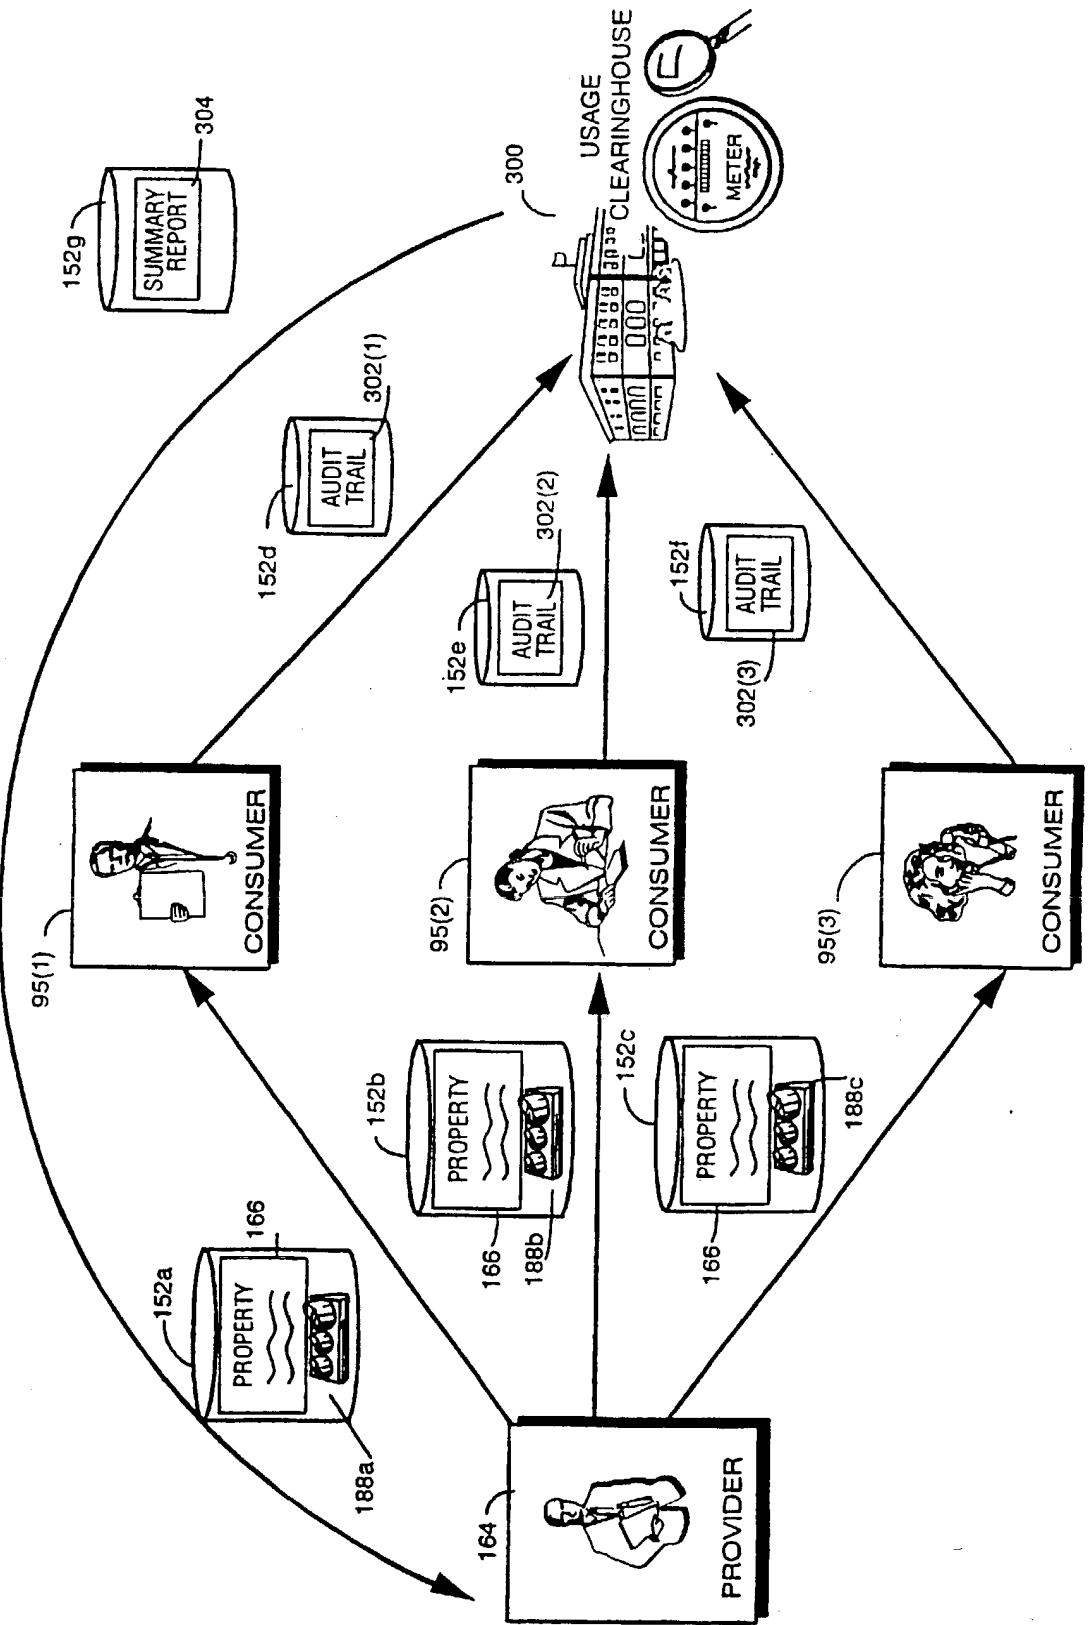 152g
SUMMARY
REPORT
304
300
USAGE
CLEARINGHOUSE
METER
152d
AUDIT
TRAIL
302(1)
152e
AUDIT
TRAIL
302(2)
152f
AUDIT
TRAIL
302(3)
95(1)
CONSUMER
95(2)
CONSUMER
95(3)
CONSUMER
152a
PROPERTY
166
188a
152b
PROPERTY
166
188b
152c
PROPERTY
166
188c
164
PROVIDER